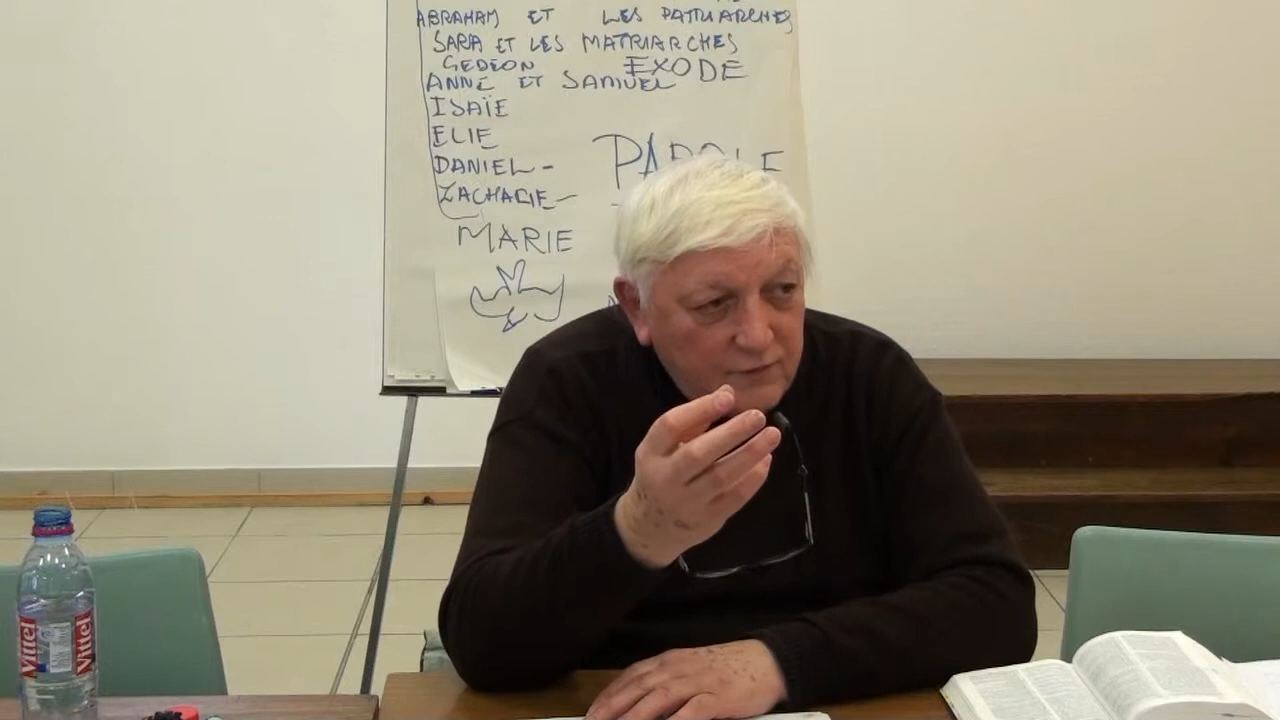 ABRAHAM ET LES PATRIARCHES
SARA ET LES MATRIARCHES
GEDEON EXODE
ANNE ET SAMUEL
ISAÏE
ELIE
DANIEL -
ZACHARIE -
PAROLE
MARIE
Vittel
Vittel